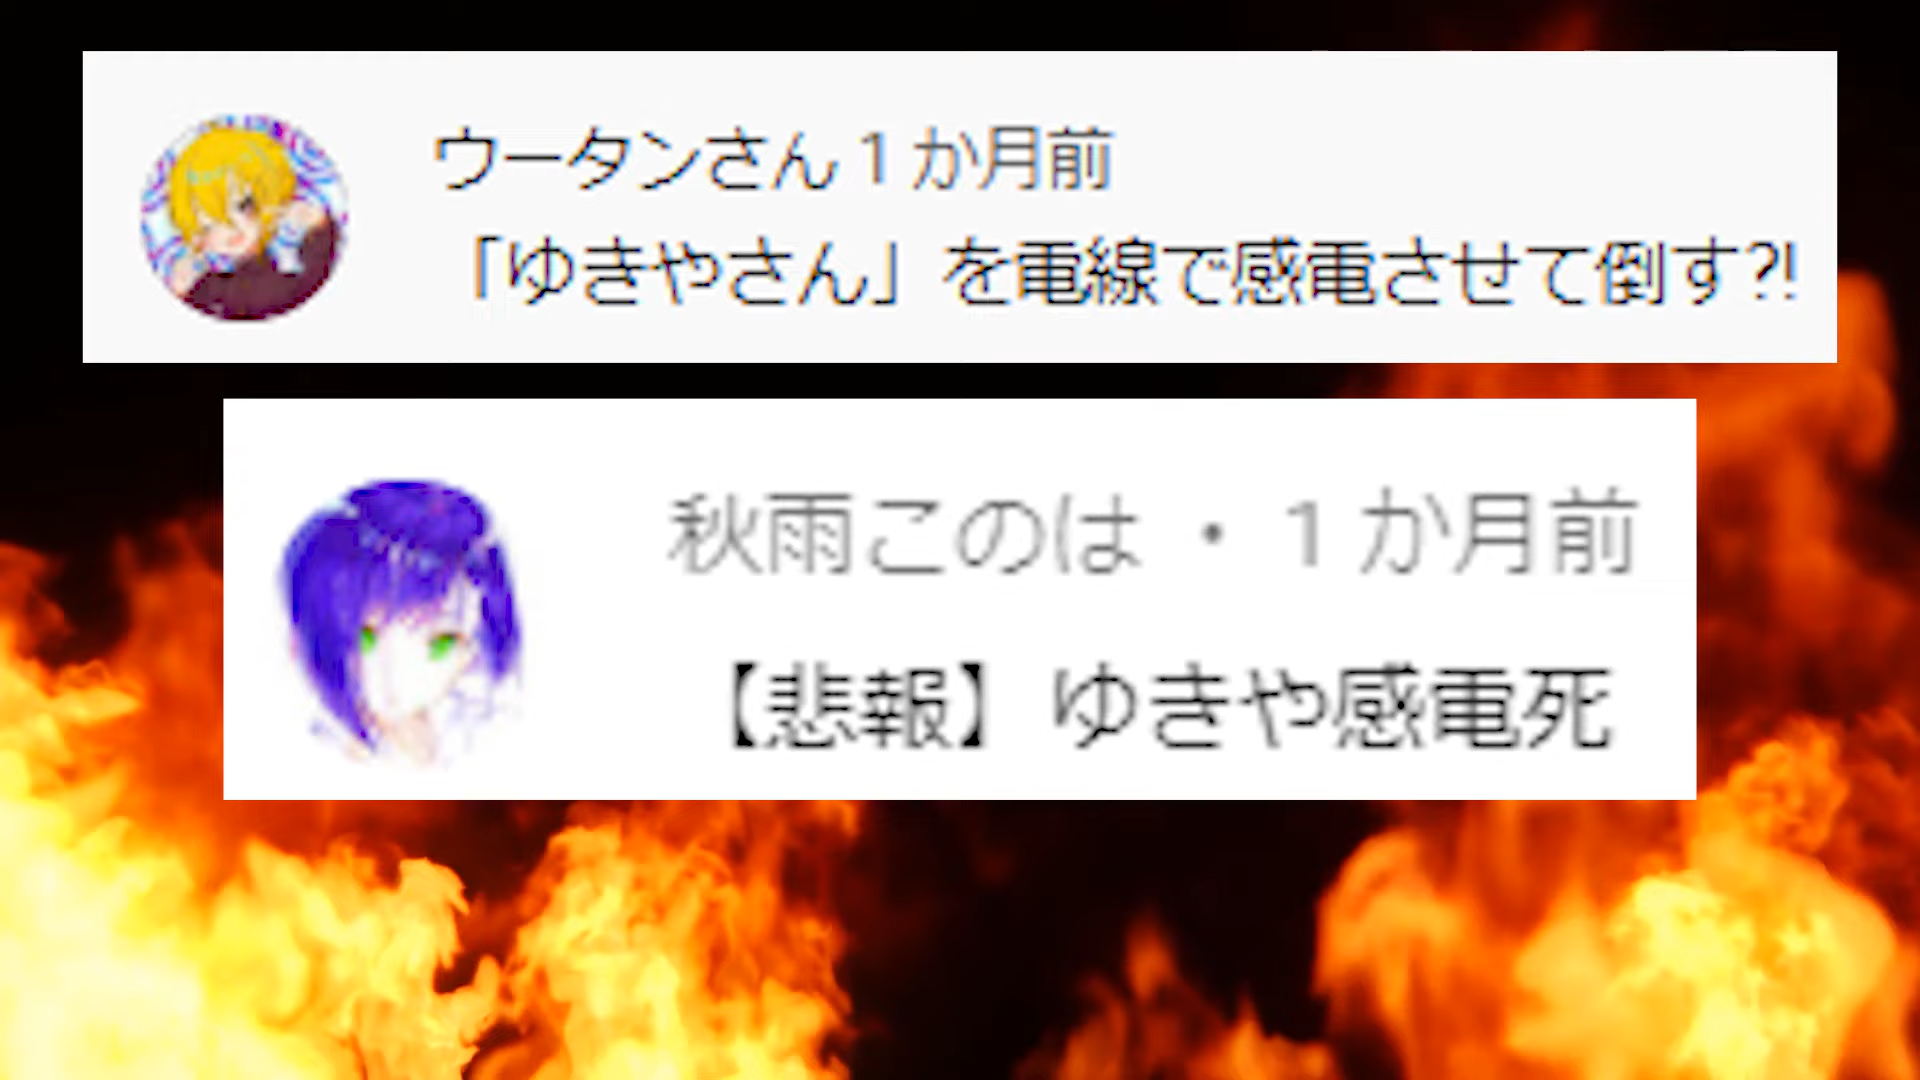 ウータンさん 1 か月前
「ゆきやさん」を電線で感電させて倒す?!
秋雨このは ・ 1 か月前
【悲報】ゆきや感電死